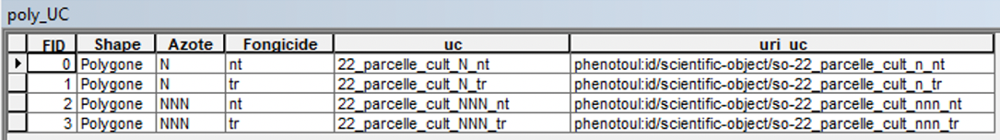 poly_UC
FID Shape Azote Fongicide uc uri_uc
0 Polygone N nt 22_parcelle_cult_N_nt phenotoul:id/scientific-object/so-22_parcelle_cult_n_nt
1 Polygone N tr 22_parcelle_cult_N_tr phenotoul:id/scientific-object/so-22_parcelle_cult_n_tr
2 Polygone NNN nt 22_parcelle_cult_NNN_nt phenotoul:id/scientific-object/so-22_parcelle_cult_nnn_nt
3 Polygone NNN tr 22_parcelle_cult_NNN_tr phenotoul:id/scientific-object/so-22_parcelle_cult_nnn_tr